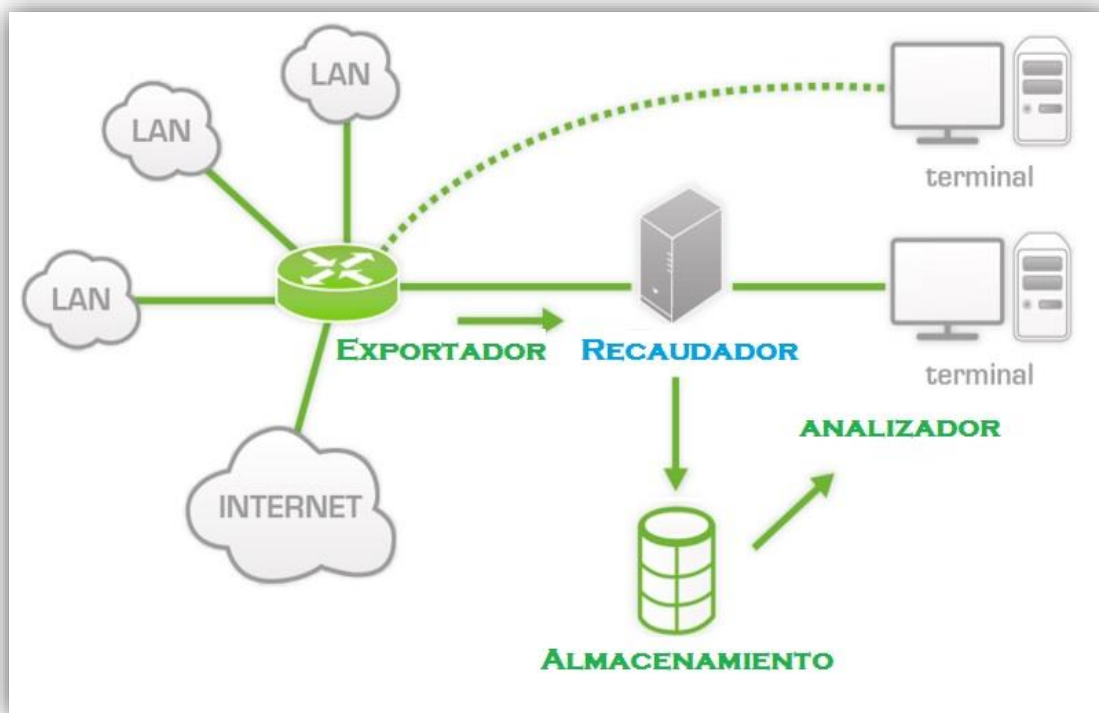 LAN
LAN
LAN
INTERNET
terminal
terminal
EXPORTADOR
RECAUDADOR
ANALIZADOR
ALMACENAMIENTO